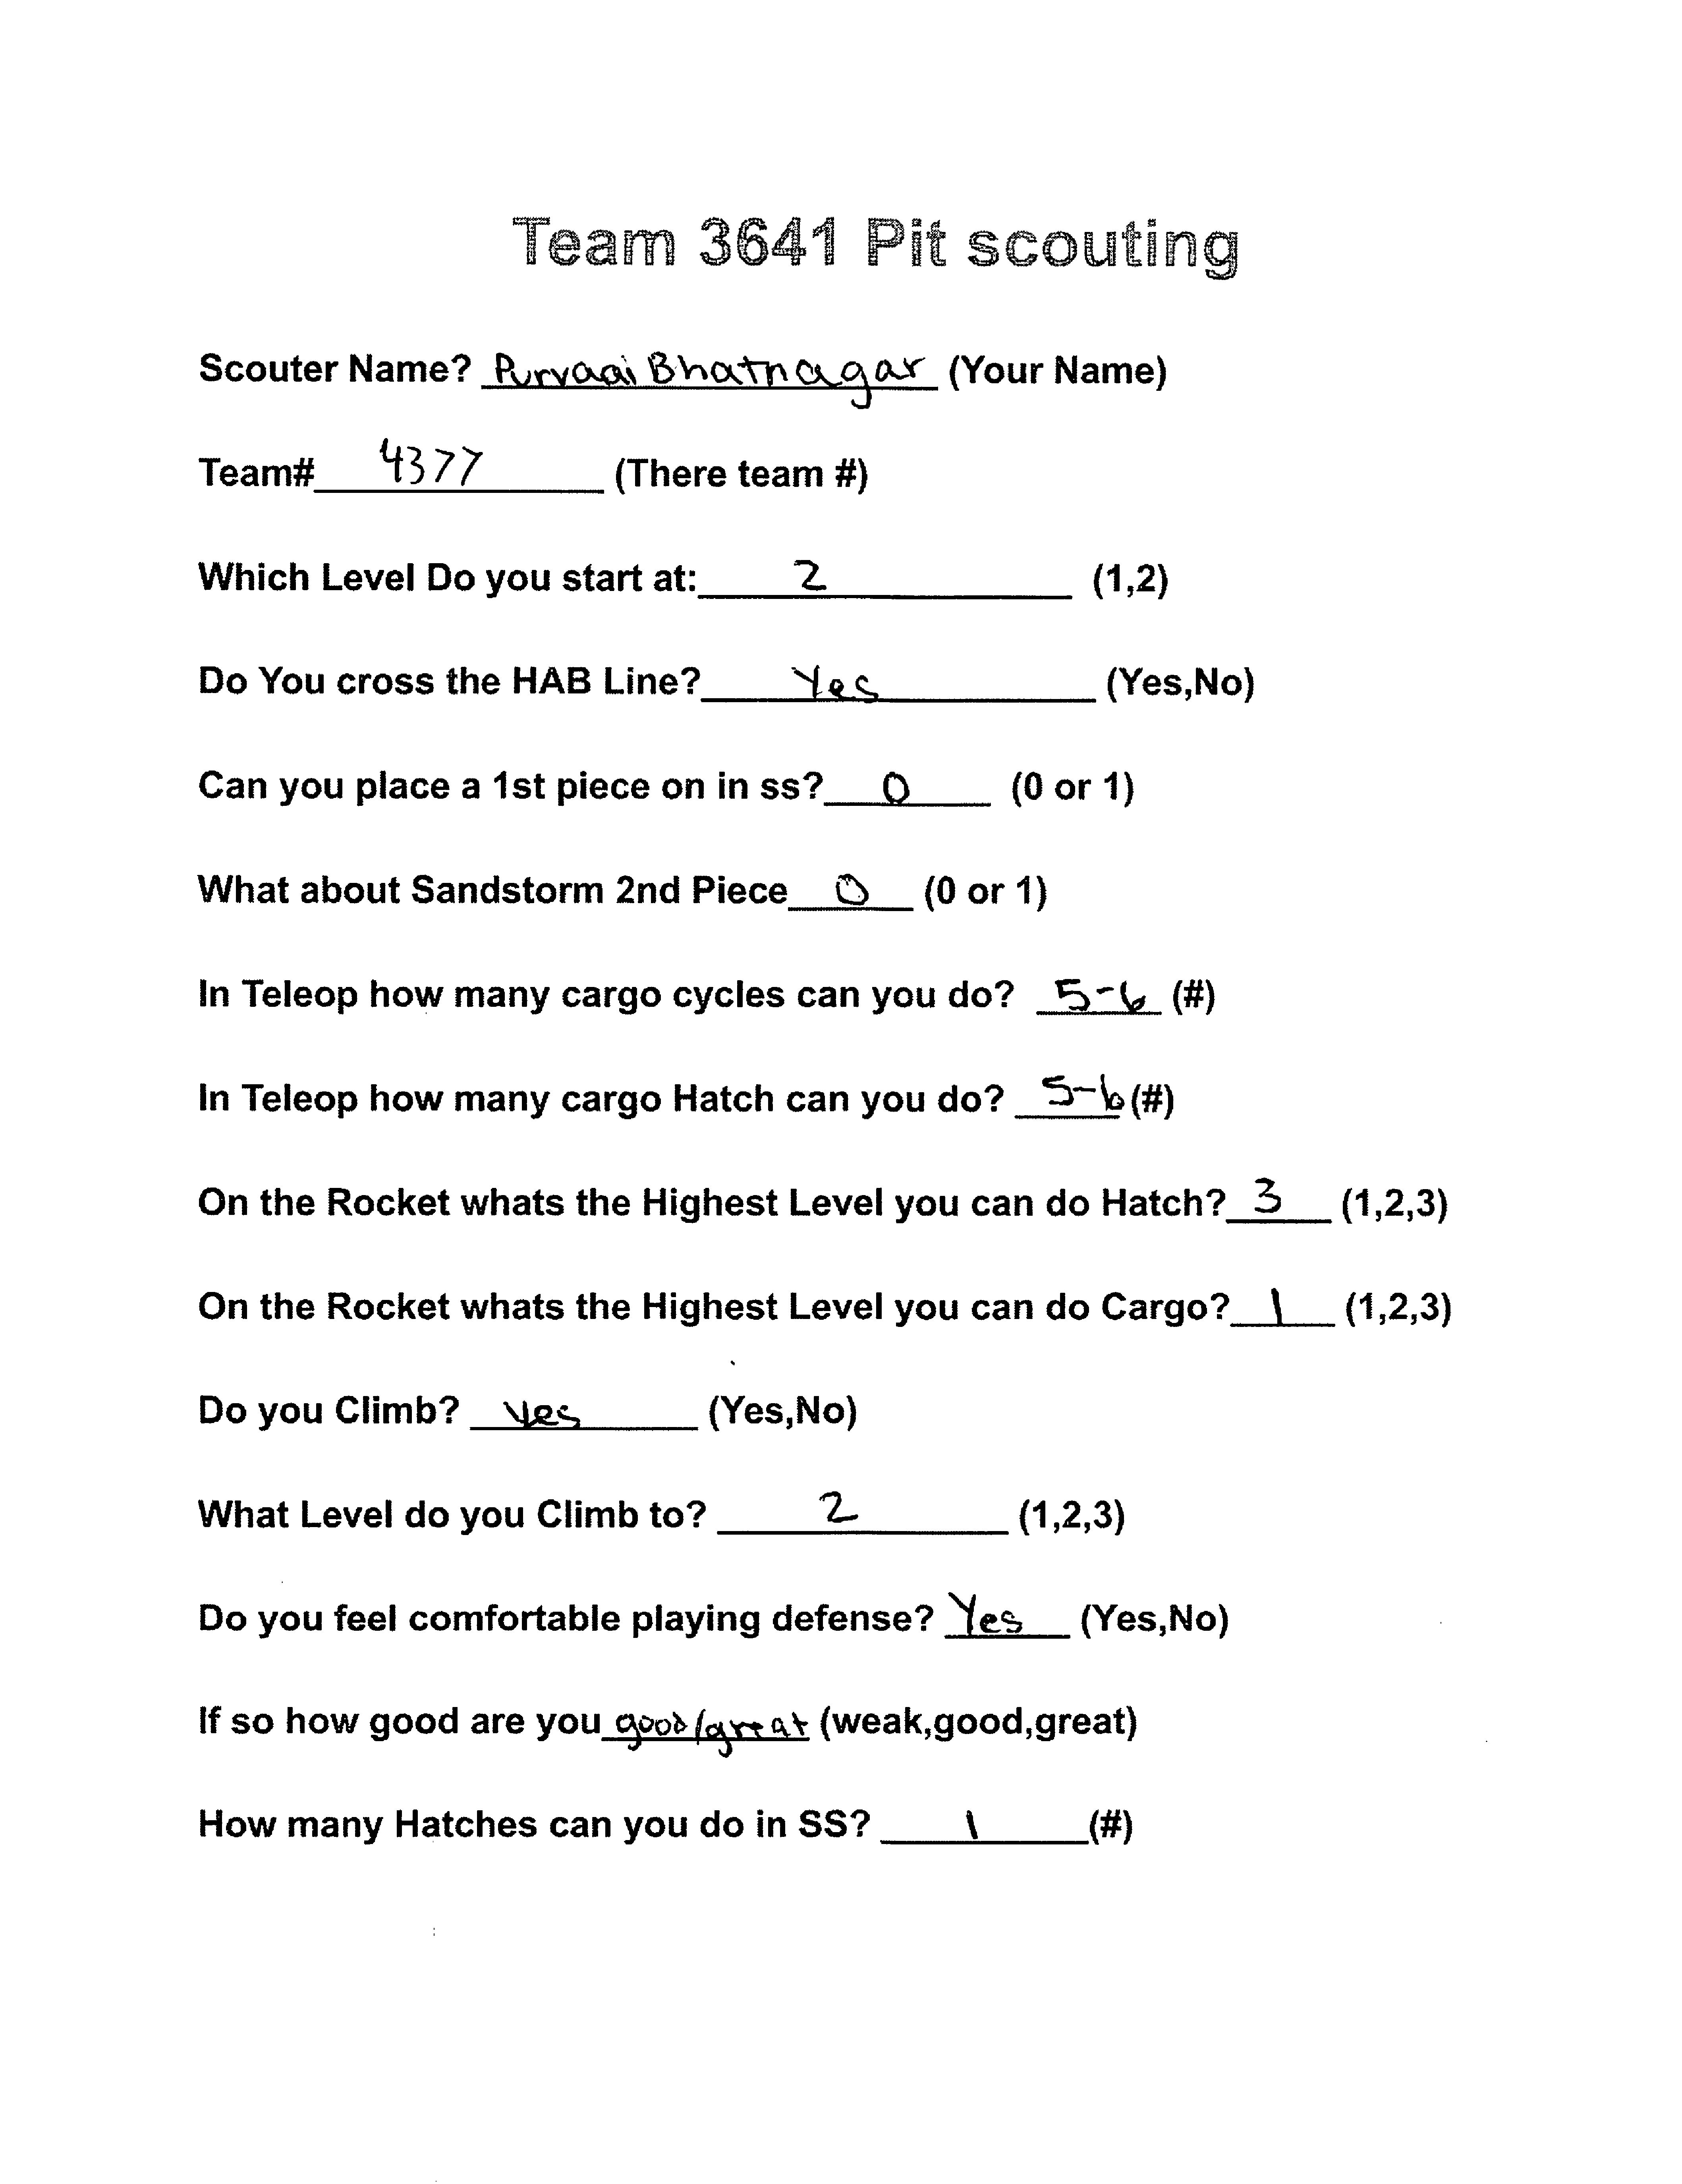 Team 3641 Pit scouting
Scouter Name? Purvaai Bhatnagar (Your Name)
Team# 4377 (There team #)
Which Level Do you start at: 2 (1,2)
Do You cross the HAB Line? Yes (Yes,No)
Can you place a 1st piece on in ss? 0 (0 or 1)
What about Sandstorm 2nd Piece 0 (0 or 1)
In Teleop how many cargo cycles can you do? 5-6 (#)
In Teleop how many cargo Hatch can you do? 5-6 (#)
On the Rocket whats the Highest Level you can do Hatch? 3 (1,2,3)
On the Rocket whats the Highest Level you can do Cargo? 1 (1,2,3)
Do you Climb? yes (Yes,No)
What Level do you Climb to? 2 (1,2,3)
Do you feel comfortable playing defense? Yes (Yes,No)
If so how good are you good/great (weak,good,great)
How many Hatches can you do in SS? 1 (#)